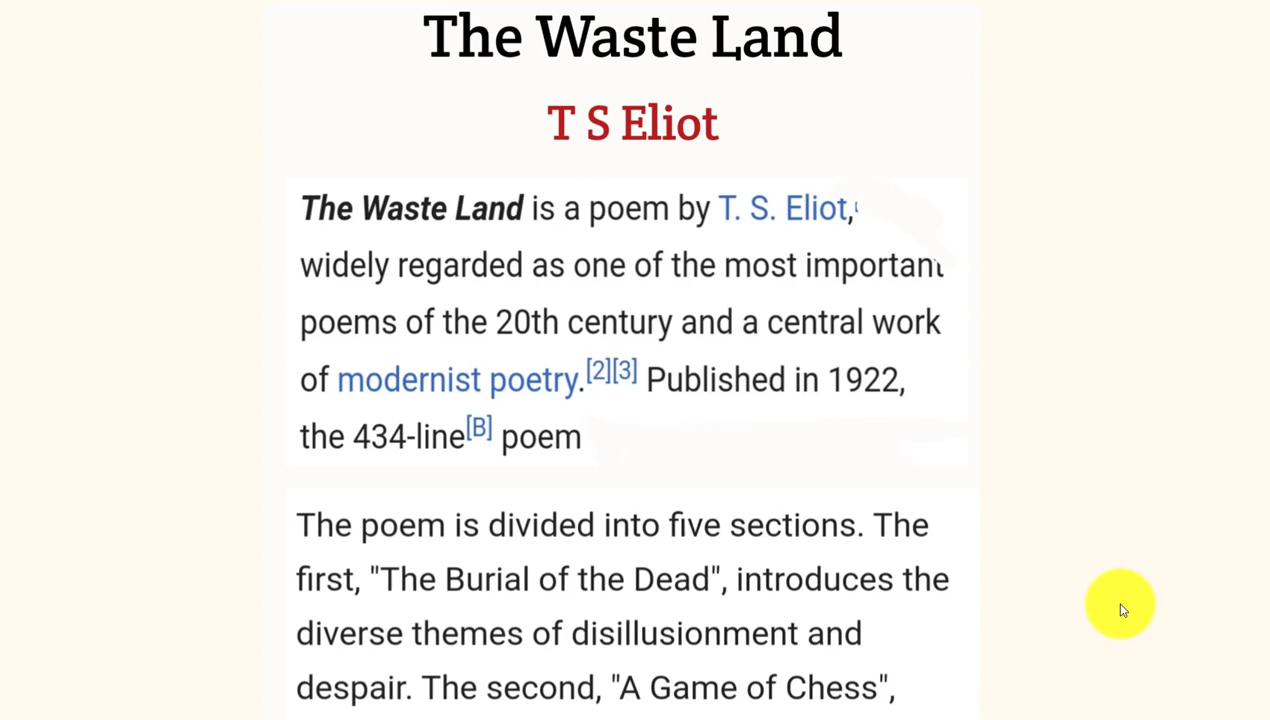 The Waste Land
T S Eliot
The Waste Land is a poem by T. S. Eliot,
widely regarded as one of the most important
poems of the 20th century and a central work
of modernist poetry.[2][3] Published in 1922,
the 434-line[B] poem
The poem is divided into five sections. The
first, "The Burial of the Dead", introduces the
diverse themes of disillusionment and
despair. The second, "A Game of Chess",